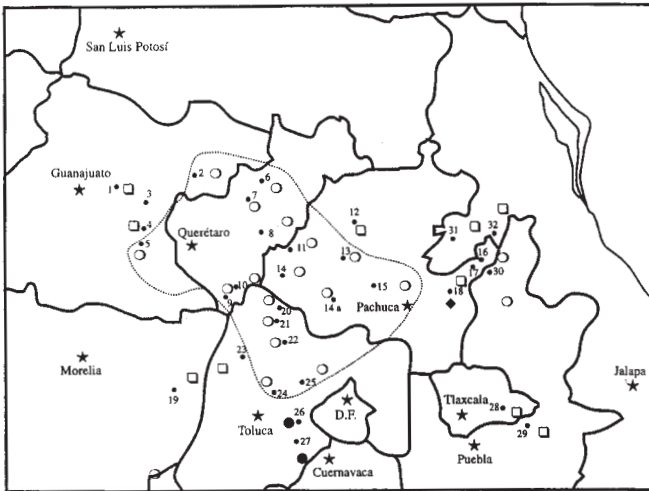 San Luis Potosí
Guanajuato
1
2
3
4
5
6
7
8
Querétaro
9
10
11
12
13
14
14 a
15
Pachuca
16
17
18
30
31
32
20
21
22
23
24
25
19
Morelia
Toluca
26
27
D.F.
Cuernavaca
Tlaxcala
28
29
Puebla
Jalapa